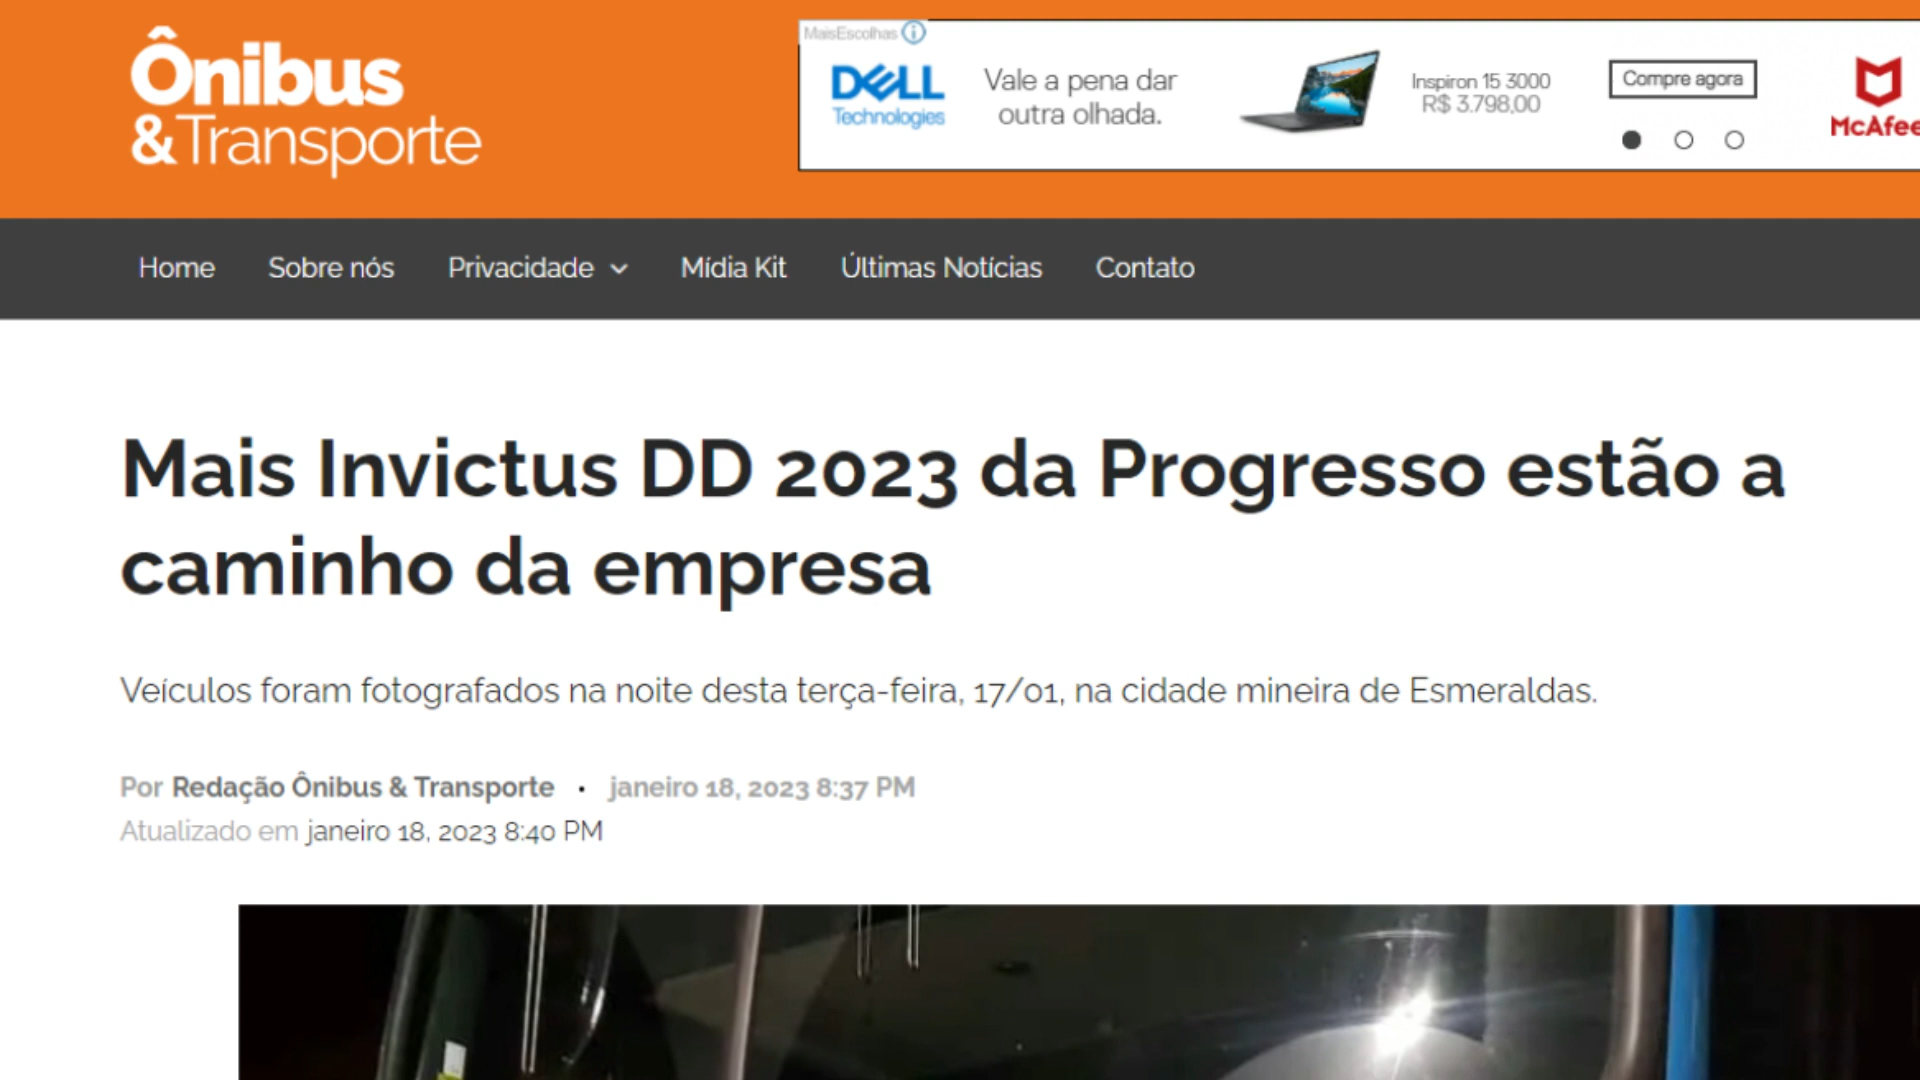 Ônibus
&Transporte
MaisEscolhas
DELL
Technologies
Vale a pena dar
outra olhada.
Inspiron 15 3000
R$ 3.798,00
Compre agora
McAfee
Home Sobre nós Privacidade Mídia Kit Últimas Notícias Contato
Mais Invictus DD 2023 da Progresso estão a
caminho da empresa
Veículos foram fotografados na noite desta terça-feira, 17/01, na cidade mineira de Esmeraldas.
Por Redação Ônibus & Transporte · janeiro 18, 2023 8:37 PM
Atualizado em janeiro 18, 2023 8:40 PM